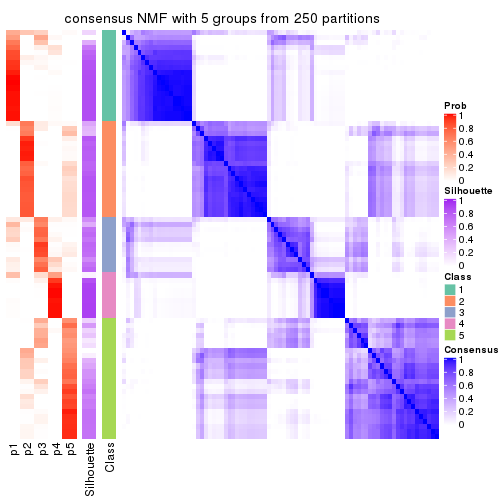 consensus NMF with 5 groups from 250 partitions
Prob
1
0.8
0.6
0.4
0.2
0
Silhouette
1
0.8
0.6
0.4
0.2
0
Class
1
2
3
4
5
Consensus
1
0.8
0.6
0.4
0.2
0
p1
p2
p3
p4
p5
Silhouette
Class